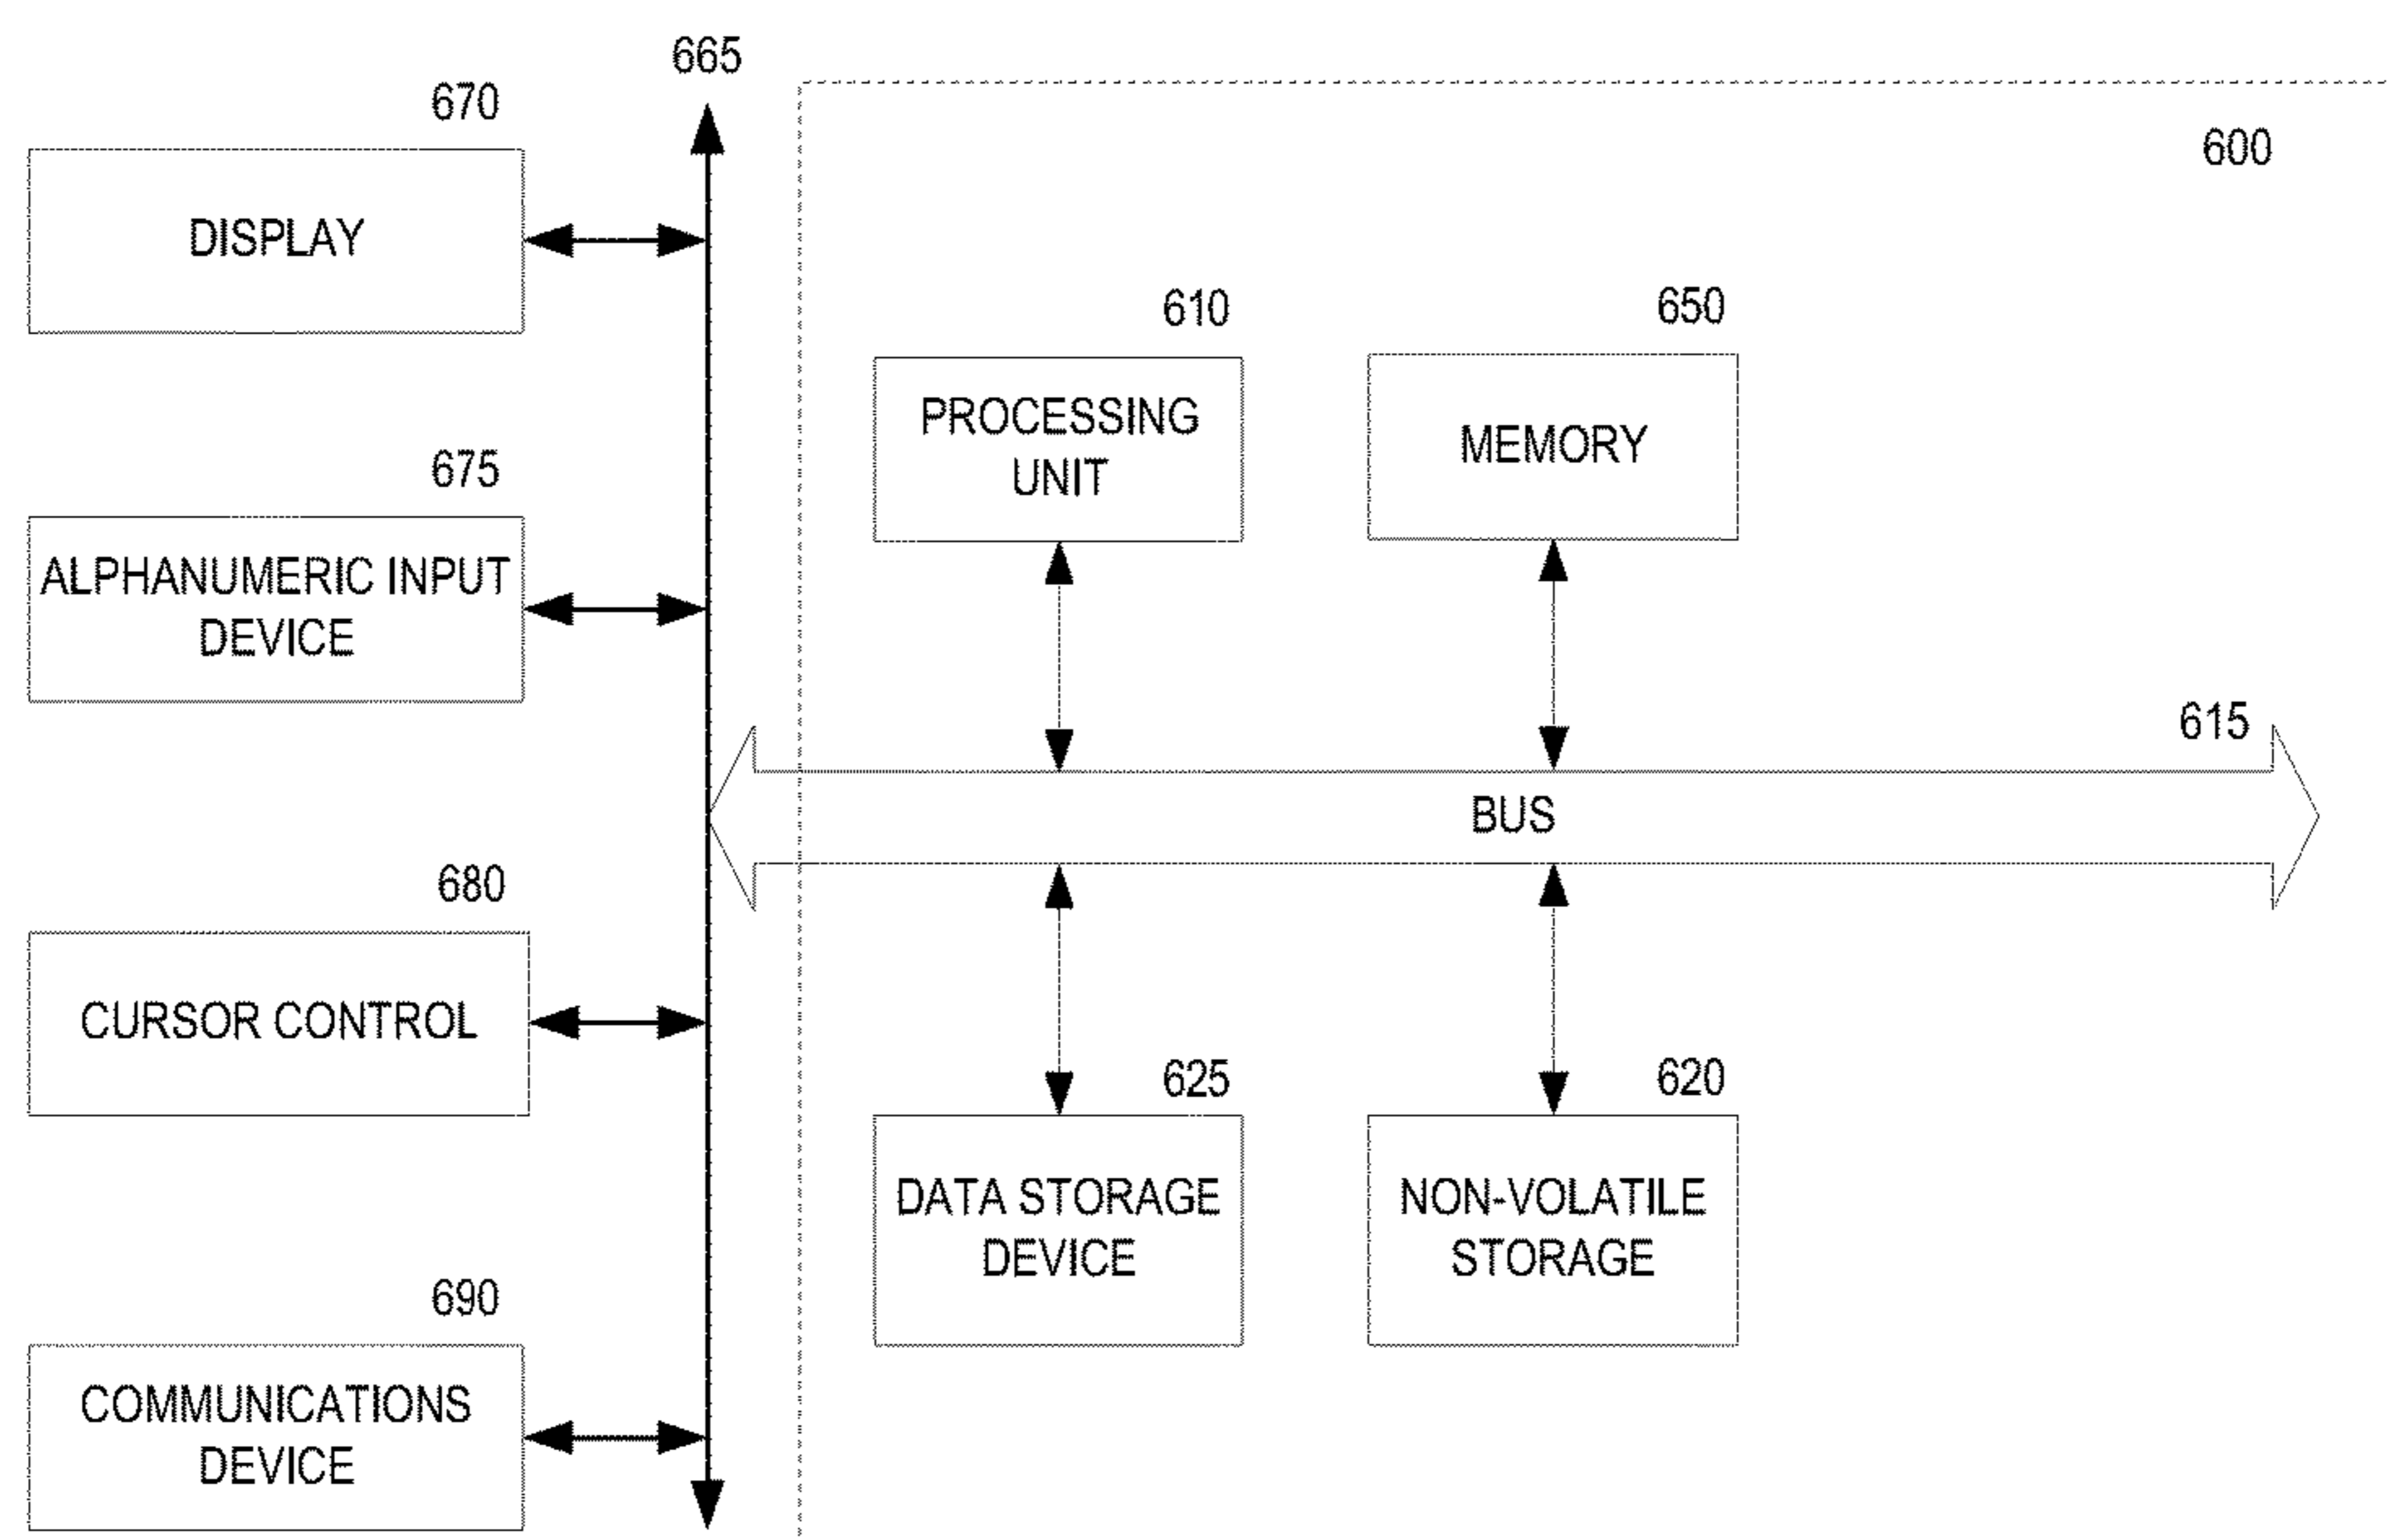 665
670
600
DISPLAY
610
650
PROCESSING
UNIT
MEMORY
675
ALPHANUMERIC INPUT
DEVICE
615
BUS
680
CURSOR CONTROL
625
620
DATA STORAGE
DEVICE
NON-VOLATILE
STORAGE
690
COMMUNICATIONS
DEVICE